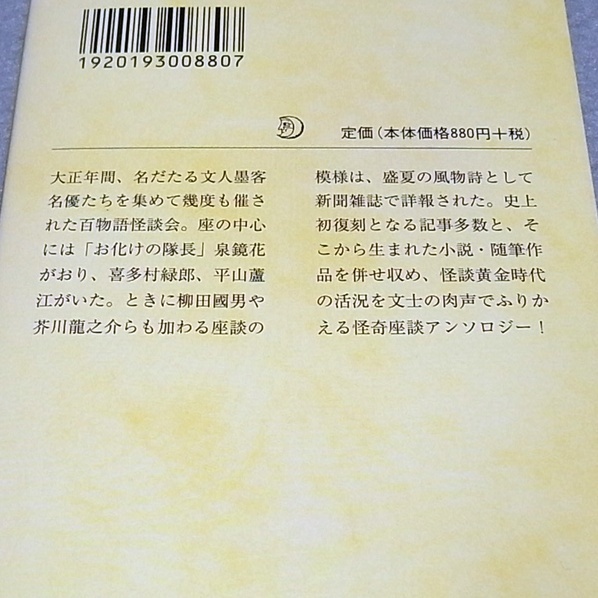 1920193008807
定価(本体価格880円+税)
大正年間、名だたる文人墨客
名優たちを集めて幾度も催さ
れた百物語怪談会。座の中心
には「お化けの隊長」泉鏡花
がおり、喜多村緑郎、平山蘆
江がいた。ときに柳田國男や
芥川龍之介らも加わる座談の
模様は、盛夏の風物詩として
新聞雑誌で詳報された。史上
初復刻となる記事多数と、そ
こから生まれた小説・随筆作
品を併せ収め、怪談黄金時代
の活況を文士の肉声でふりか
える怪奇座談アンソロジー！